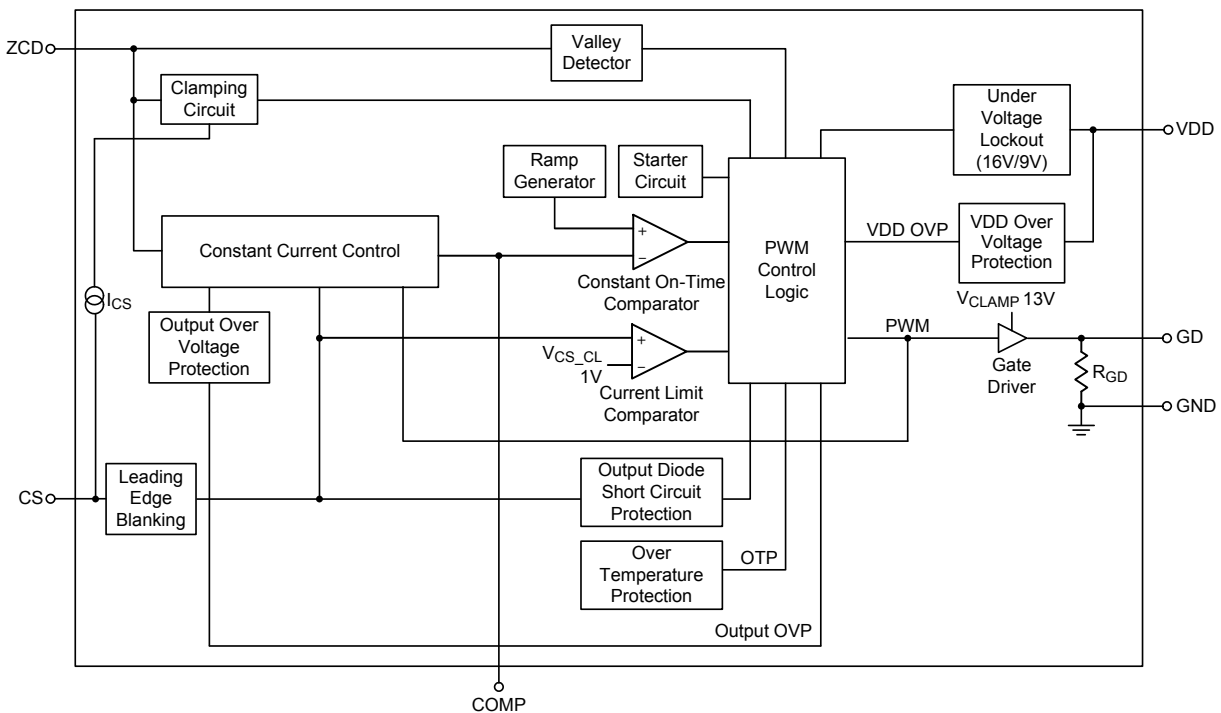 ZCD
Valley
Detector
Clamping
Circuit
Under
Voltage
Lockout
(16V/9V)
VDD
Ramp
Generator
Starter
Circuit
Constant Current Control
+
−
Constant On-Time
Comparator
PWM
Control
Logic
VDD OVP
VDD Over
Voltage
Protection
ICS
Output Over
Voltage
Protection
VCS_CL
1V
+
−
Current Limit
Comparator
PWM
VCLAMP 13V
Gate
Driver
GD
RGD
GND
CS
Leading
Edge
Blanking
Output Diode
Short Circuit
Protection
Over
Temperature
Protection
OTP
Output OVP
COMP